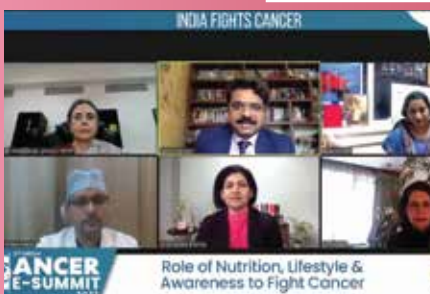 INDIA FIGHTS CANCER
CANCER
E-SUMMIT
Role of Nutrition, Lifestyle &
Awareness to Fight Cancer